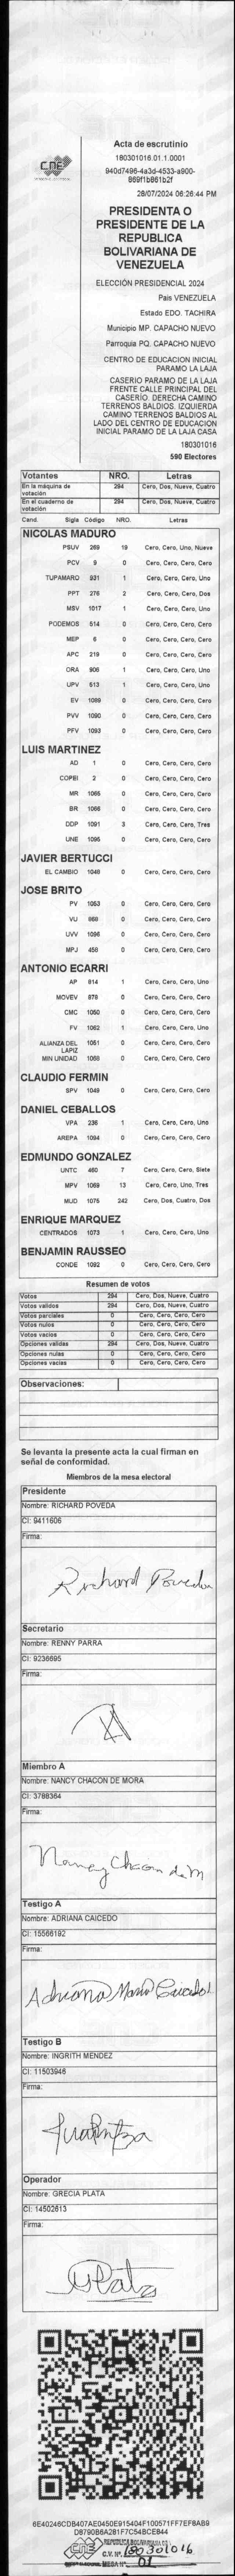 CNE
Acta de escrutinio
180301016.01.1.0001
940d7496-4a3d-4533-a900-
869f1b861b2f
28/07/2024 06:26:44 PM
PRESIDENTA O
PRESIDENTE DE LA
REPUBLICA
BOLIVARIANA DE
VENEZUELA
ELECCIÓN PRESIDENCIAL 2024
Pais VENEZUELA
Estado EDO. TACHIRA
Municipio MP. CAPACHO NUEVO
Parroquia PQ. CAPACHO NUEVO
CENTRO DE EDUCACION INICIAL
PARAMO LA LAJA
CASERIO PARAMO DE LA LAJA
FRENTE CALLE PRINCIPAL DEL
CASERÍO. DERECHA CAMINO
TERRENOS BALDIOS. IZQUIERDA
CAMINO TERRENOS BALDIOS AL
LADO DEL CENTRO DE EDUCACION
INICIAL PARAMO DE LA LAJA CASA
180301016
590 Electores
Votantes NRO. Letras
En la máquina de votación 294 Cero, Dos, Nueve, Cuatro
En el cuaderno de votación 294 Cero, Dos, Nueve, Cuatro
Cand. Sigla Código NRO. Letras
NICOLAS MADURO
PSUV 269 19 Cero, Cero, Uno, Nueve
PCV 9 0 Cero, Cero, Cero, Cero
TUPAMARO 931 1 Cero, Cero, Cero, Uno
PPT 276 2 Cero, Cero, Cero, Dos
MSV 1017 1 Cero, Cero, Cero, Uno
PODEMOS 514 0 Cero, Cero, Cero, Cero
MEP 6 0 Cero, Cero, Cero, Cero
APC 219 0 Cero, Cero, Cero, Cero
ORA 906 1 Cero, Cero, Cero, Uno
UPV 513 1 Cero, Cero, Cero, Uno
EV 1089 0 Cero, Cero, Cero, Cero
PVV 1090 0 Cero, Cero, Cero, Cero
PFV 1093 0 Cero, Cero, Cero, Cero
LUIS MARTINEZ
AD 1 0 Cero, Cero, Cero, Cero
COPEI 2 0 Cero, Cero, Cero, Cero
MR 1065 0 Cero, Cero, Cero, Cero
BR 1066 0 Cero, Cero, Cero, Cero
DDP 1091 3 Cero, Cero, Cero, Tres
UNE 1095 0 Cero, Cero, Cero, Cero
JAVIER BERTUCCI
EL CAMBIO 1048 0 Cero, Cero, Cero, Cero
JOSE BRITO
PV 1053 0 Cero, Cero, Cero, Cero
VU 868 0 Cero, Cero, Cero, Cero
UVV 1096 0 Cero, Cero, Cero, Cero
MPJ 458 0 Cero, Cero, Cero, Cero
ANTONIO ECARRI
AP 814 1 Cero, Cero, Cero, Uno
MOVEV 879 0 Cero, Cero, Cero, Cero
CMC 1050 0 Cero, Cero, Cero, Cero
FV 1062 1 Cero, Cero, Cero, Uno
ALIANZA DEL LAPIZ 1051 0 Cero, Cero, Cero, Cero
MIN UNIDAD 1088 0 Cero, Cero, Cero, Cero
CLAUDIO FERMIN
SPV 1049 0 Cero, Cero, Cero, Cero
DANIEL CEBALLOS
VPA 236 1 Cero, Cero, Cero, Uno
AREPA 1094 0 Cero, Cero, Cero, Cero
EDMUNDO GONZALEZ
UNTC 460 7 Cero, Cero, Cero, Siete
MPV 1069 13 Cero, Cero, Uno, Tres
MUD 1075 242 Cero, Dos, Cuatro, Dos
ENRIQUE MARQUEZ
CENTRADOS 1073 1 Cero, Cero, Cero, Uno
BENJAMIN RAUSSEO
CONDE 1092 0 Cero, Cero, Cero, Cero
Resumen de votos
Votos 294 Cero, Dos, Nueve, Cuatro
Votos validos 294 Cero, Dos, Nueve, Cuatro
Votos parciales 0 Cero, Cero, Cero, Cero
Votos nulos 0 Cero, Cero, Cero, Cero
Votos vacios 0 Cero, Cero, Cero, Cero
Opciones validas 294 Cero, Dos, Nueve, Cuatro
Opciones nulas 0 Cero, Cero, Cero, Cero
Opciones vacias 0 Cero, Cero, Cero, Cero
Observaciones:
Se levanta la presente acta la cual firman en
señal de conformidad.
Miembros de la mesa electoral
Presidente
Nombre: RICHARD POVEDA
CI: 9411606
Firma:
Richard Poveda
Secretario
Nombre: RENNY PARRA
CI: 9236695
Firma:
Miembro A
Nombre: NANCY CHACON DE MORA
CI: 3788364
Firma:
Nancy Chacon de M
Testigo A
Nombre: ADRIANA CAICEDO
CI: 15566192
Firma:
Adriana Maria Caicedo
Testigo B
Nombre: INGRITH MENDEZ
CI: 11503946
Firma:
Operador
Nombre: GRECIA PLATA
CI: 14502613
Firma:
Plata
6E40246CDB407AE0450E915404F100571FF7EF8AB9
D8790B6A281F7C54BCE844
CNE
C.V. Nº. 180301016
MESA Nº 01